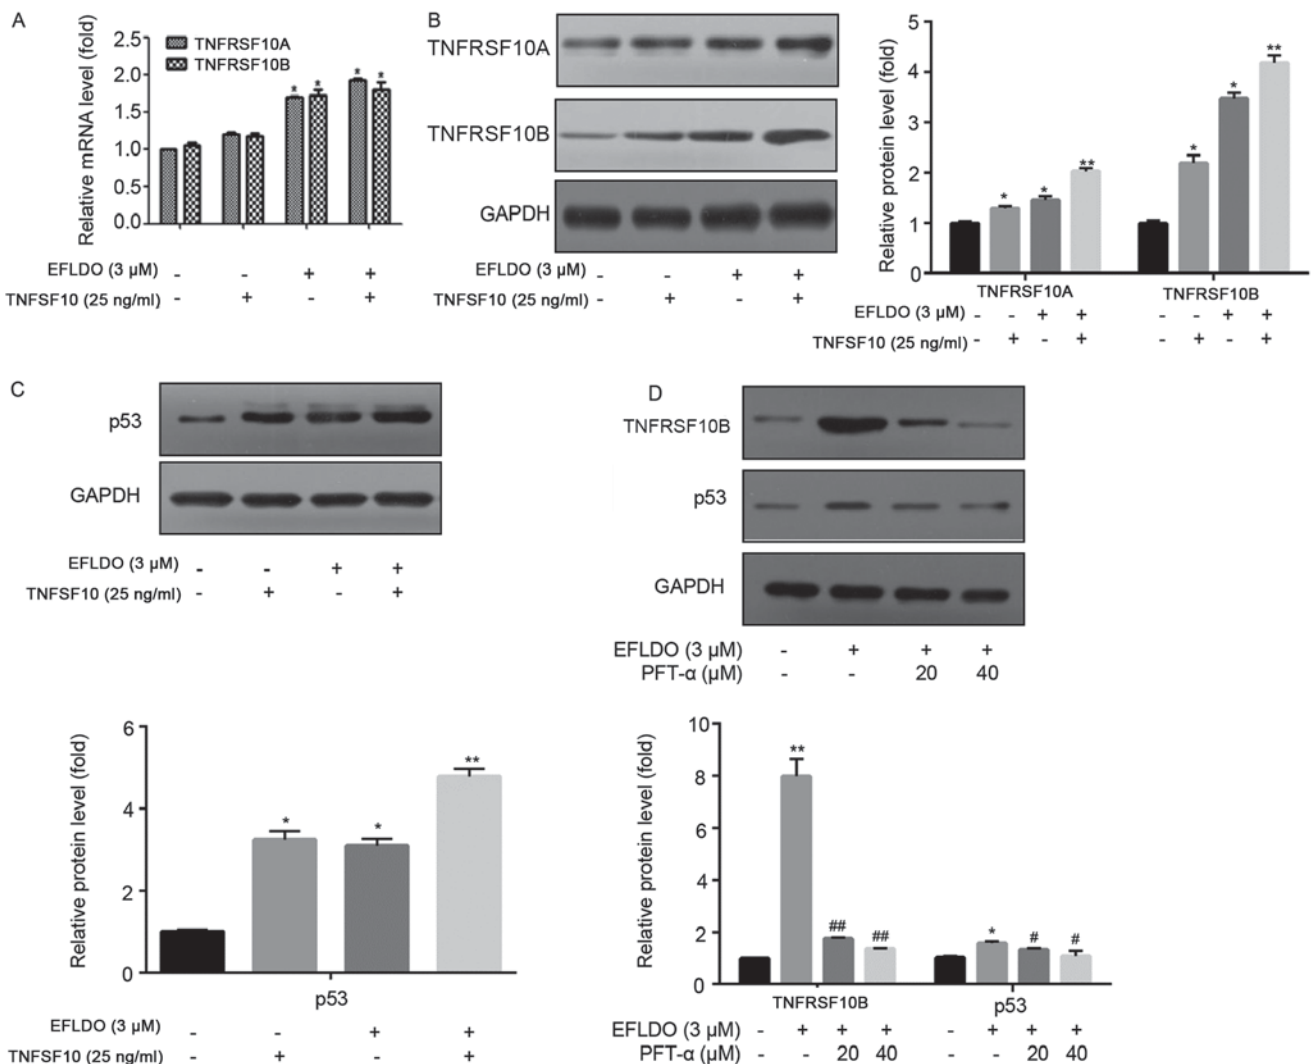 A
Relative mRNA level (fold)
2.5
2.0
1.5
1.0
0.5
0.0
TNFRSF10A
TNFRSF10B
* * * *
EFLDO (3 μM) - - + +
TNFSF10 (25 ng/ml) - + - +
B
TNFRSF10A
TNFRSF10B
GAPDH
EFLDO (3 μM) - - + +
TNFSF10 (25 ng/ml) - + - +
Relative protein level (fold)
5
4
3
2
1
0
* * ** * * **
TNFRSF10A TNFRSF10B
EFLDO (3 μM) - - + + - - + +
TNFSF10 (25 ng/ml) - + - + - + - +
C
p53
GAPDH
EFLDO (3 μM) - - + +
TNFSF10 (25 ng/ml) - + - +
Relative protein level (fold)
6
4
2
0
* * **
p53
EFLDO (3 μM) - - + +
TNFSF10 (25 ng/ml) - + - +
D
TNFRSF10B
p53
GAPDH
EFLDO (3 μM) - + + +
PFT-α (μM) - - 20 40
Relative protein level (fold)
10
8
6
4
2
0
** ## ## * # #
TNFRSF10B p53
EFLDO (3 μM) - + + + - + + +
PFT-α (μM) - - 20 40 - - 20 40